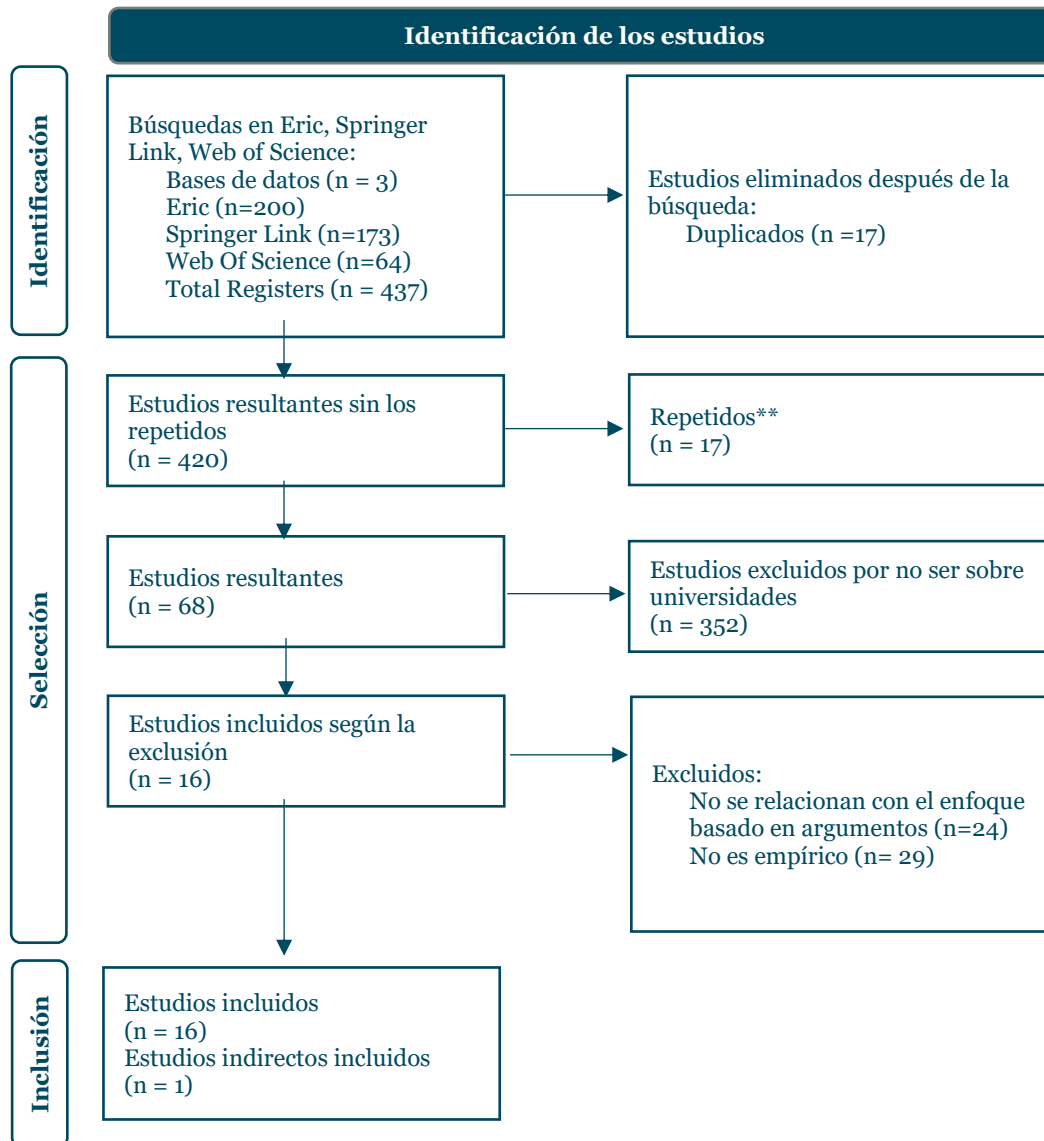 Identificación de los estudios
Identificación
Búsquedas en Eric, Springer
Link, Web of Science:
Bases de datos (n = 3)
Eric (n=200)
Springer Link (n=173)
Web Of Science (n=64)
Total Registers (n = 437)
Estudios eliminados después de la
búsqueda:
Duplicados (n =17)
Selección
Estudios resultantes sin los
repetidos
(n = 420)
Repetidos**
(n = 17)
Estudios resultantes
(n = 68)
Estudios excluidos por no ser sobre
universidades
(n = 352)
Estudios incluidos según la
exclusión
(n = 16)
Excluidos:
No se relacionan con el enfoque
basado en argumentos (n=24)
No es empírico (n= 29)
Inclusión
Estudios incluidos
(n = 16)
Estudios indirectos incluidos
(n = 1)